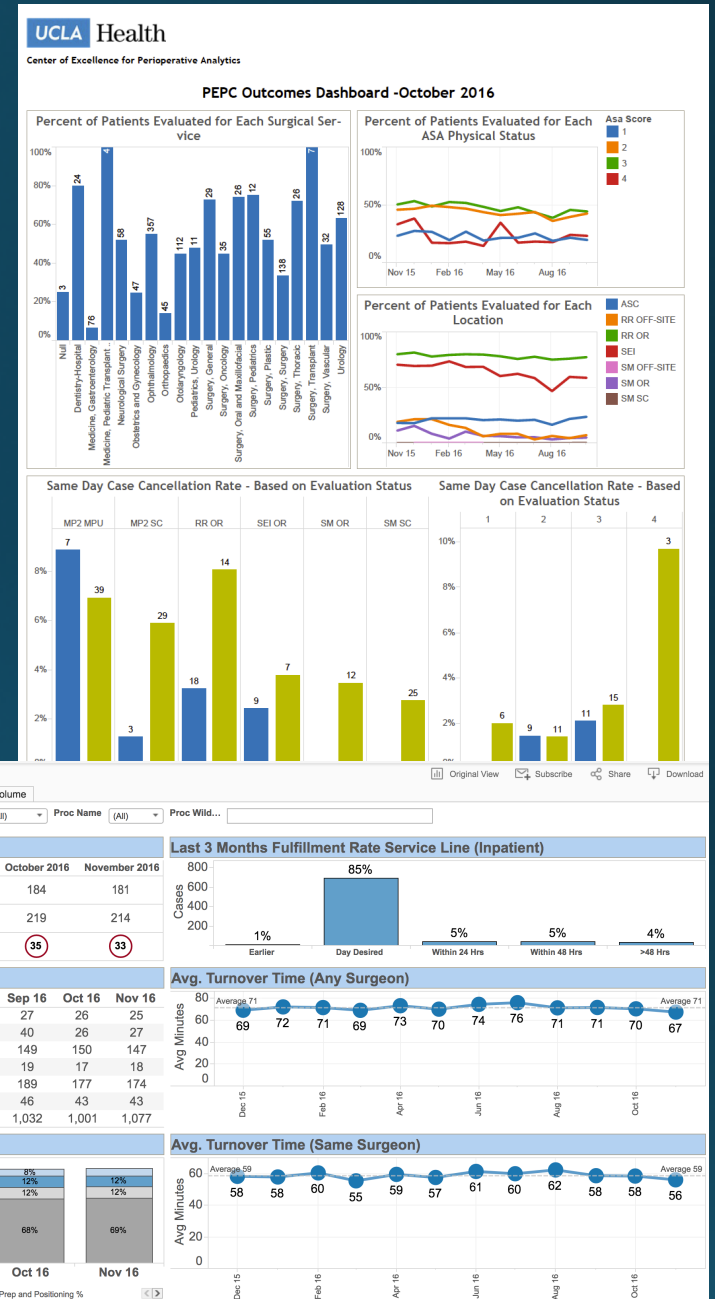 UCLA Health
Center of Excellence for Perioperative Analytics
PEPC Outcomes Dashboard -October 2016
Percent of Patients Evaluated for Each Surgical Ser-
vice
100%
80%
60%
40%
20%
0%
3
24
76
4
58
47
357
45
112
11
29
35
26
12
55
138
26
7
32
128
Null
Dentistry-Hospital
Medicine, Gastroenterology
Medicine, Pediatric Transplant ..
Neurological Surgery
Obstetrics and Gynecology
Ophthalmology
Orthopaedics
Otolaryngology
Pediatrics, Urology
Surgery, General
Surgery, Oncology
Surgery, Oral and Maxiliofacial
Surgery, Pediatrics
Surgery, Plastic
Surgery, Surgery
Surgery, Thoracic
Surgery, Transplant
Surgery, Vascular
Urology
Percent of Patients Evaluated for Each
ASA Physical Status
100%
50%
0%
Nov 15 Feb 16 May 16 Aug 16
Asa Score
1
2
3
4
Percent of Patients Evaluated for Each
Location
100%
50%
0%
Nov 15 Feb 16 May 16 Aug 16
ASC
RR OFF-SITE
RR OR
SEI
SM OFF-SITE
SM OR
SM SC
Same Day Case Cancellation Rate - Based on Evaluation Status
MP2 MPU MP2 SC RR OR SEI OR SM OR SM SC
8%
6%
4%
2%
7
39
3
29
18
14
9
7
12
25
Same Day Case Cancellation Rate - Based
on Evaluation Status
1 2 3 4
10%
8%
6%
4%
2%
6
9
11
11
15
3
Original View Subscribe Share Download
olume
Proc Name (All) Proc Wild...
October 2016 November 2016
184 181
219 214
35 33
Last 3 Months Fulfillment Rate Service Line (Inpatient)
Cases
800
600
400
200
1% 85% 5% 5% 4%
Earlier Day Desired Within 24 Hrs Within 48 Hrs >48 Hrs
Sep 16 Oct 16 Nov 16
27 26 25
40 26 27
149 150 147
19 17 18
189 177 174
46 43 43
1,032 1,001 1,077
Avg. Turnover Time (Any Surgeon)
Avg Minutes
80
60
40
20
0
Average 71 Average 71
69 72 71 69 73 70 74 76 71 71 70 67
Dec 15 Feb 16 Apr 16 Jun 16 Aug 16 Oct 16
8%
12% 12%
12% 12%
68% 69%
Oct 16 Nov 16
Prep and Positioning %
Avg. Turnover Time (Same Surgeon)
Avg Minutes
60
40
20
0
Average 59 Average 59
58 58 60 55 59 57 61 60 62 58 58 56
Dec 15 Feb 16 Apr 16 Jun 16 Aug 16 Oct 16